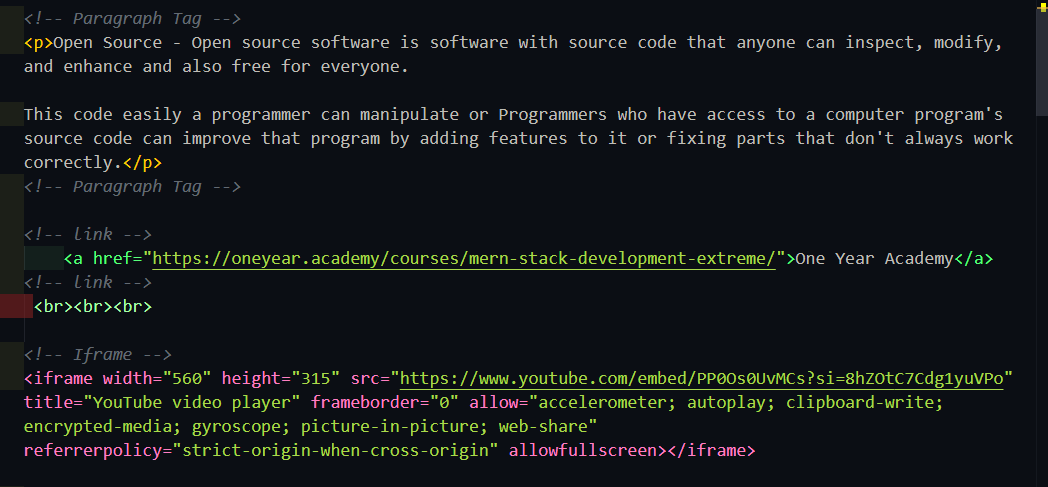 <!-- Paragraph Tag -->
<p>Open Source - Open source software is software with source code that anyone can inspect, modify,
and enhance and also free for everyone.
This code easily a programmer can manipulate or Programmers who have access to a computer program's
source code can improve that program by adding features to it or fixing parts that don't always work
correctly.</p>
<!-- Paragraph Tag -->
<!-- link -->
<a href="https://oneyear.academy/courses/mern-stack-development-extreme/">One Year Academy</a>
<!-- link -->
<br><br><br>
<!-- Iframe -->
<iframe width="560" height="315" src="https://www.youtube.com/embed/PP0Os0UvMCs?si=8hZOtC7Cdg1yuVPo"
title="YouTube video player" frameborder="0" allow="accelerometer; autoplay; clipboard-write;
encrypted-media; gyroscope; picture-in-picture; web-share"
referrerpolicy="strict-origin-when-cross-origin" allowfullscreen></iframe>